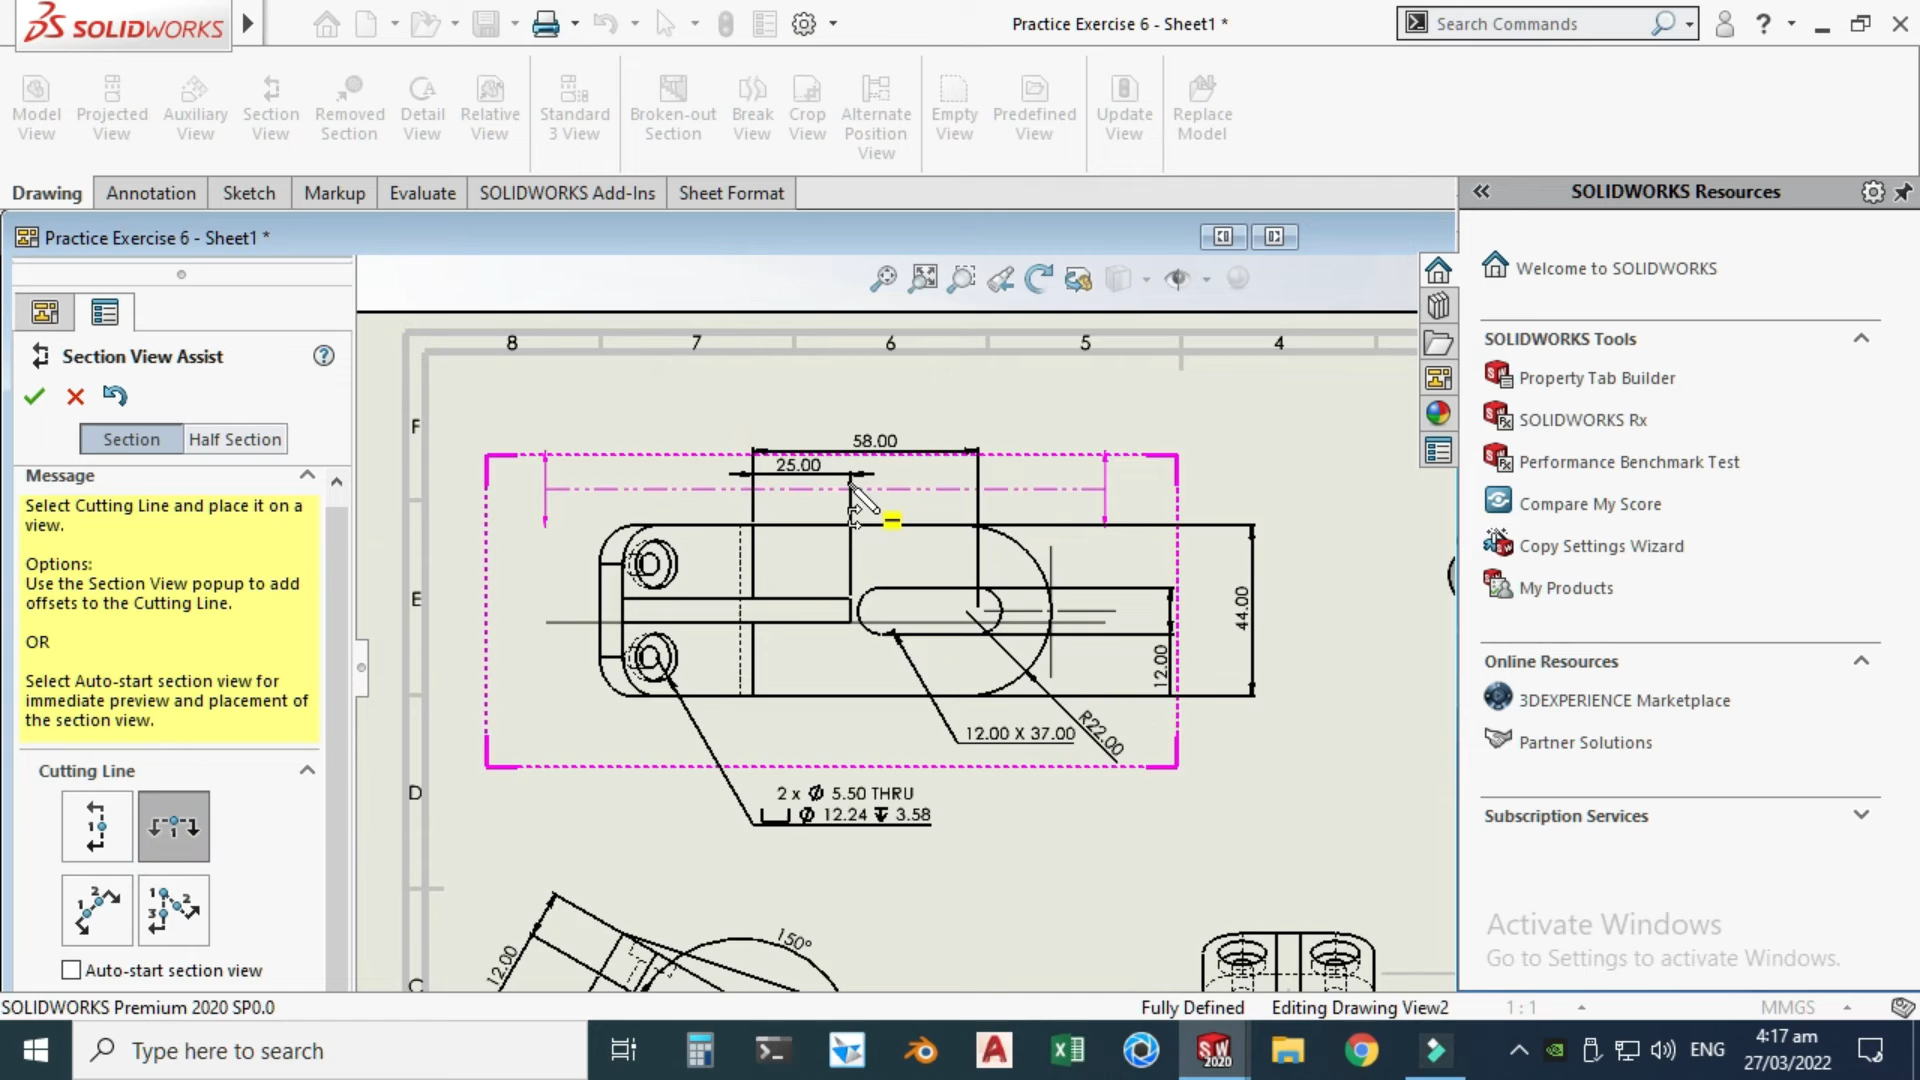 SOLIDWORKS
Practice Exercise 6 - Sheet1 *
Search Commands
?
Model View
Projected View
Auxiliary View
Section View
Removed Section
Detail View
Relative View
Standard 3 View
Broken-out Section
Break View
Crop View
Alternate Position View
Empty View
Predefined View
Update View
Replace Model
Drawing
Annotation
Sketch
Markup
Evaluate
SOLIDWORKS Add-Ins
Sheet Format
SOLIDWORKS Resources
Practice Exercise 6 - Sheet1 *
Section View Assist
?
Section
Half Section
Message
Select Cutting Line and place it on a
view.
Options:
Use the Section View popup to add
offsets to the Cutting Line.
OR
Select Auto-start section view for
immediate preview and placement of
the section view.
Cutting Line
1
1
2
1
1
2
3
Auto-start section view
8
7
6
5
4
F
E
D
C
58.00
25.00
44.00
12.00
R22.00
12.00 X 37.00
2 x Ø 5.50 THRU
⌴ Ø 12.24 ↧ 3.58
12.00
150°
Welcome to SOLIDWORKS
SOLIDWORKS Tools
Property Tab Builder
SOLIDWORKS Rx
Performance Benchmark Test
Compare My Score
Copy Settings Wizard
My Products
Online Resources
3DEXPERIENCE Marketplace
Partner Solutions
Subscription Services
Activate Windows
Go to Settings to activate Windows.
SOLIDWORKS Premium 2020 SP0.0
Fully Defined
Editing Drawing View2
1 : 1
MMGS
Type here to search
SW
2020
ENG
4:17 am
27/03/2022